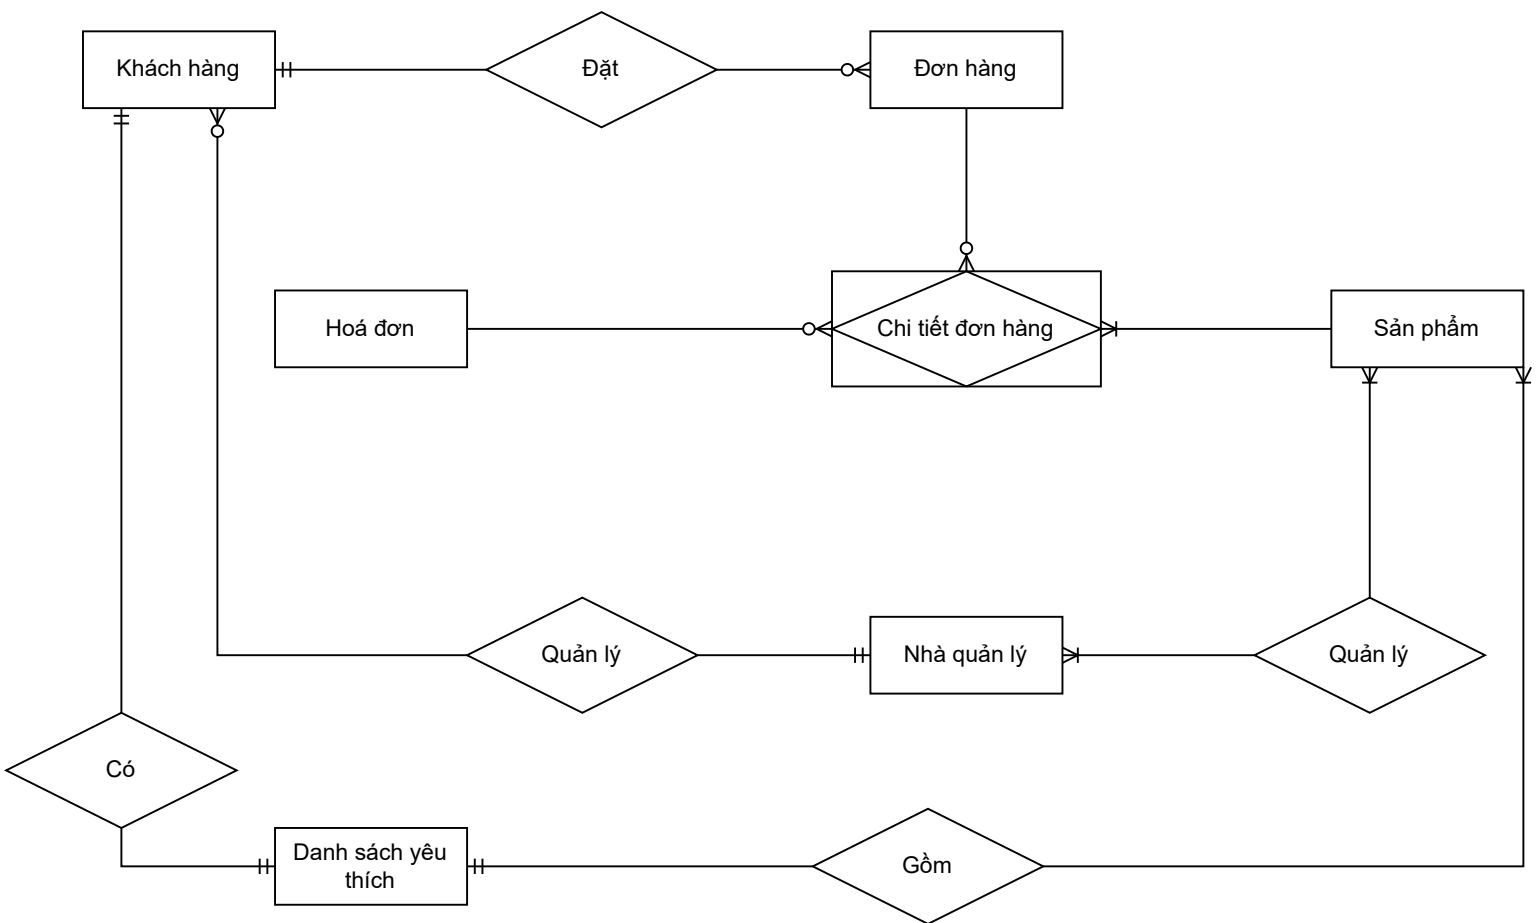 Khách hàng
Đặt
Đơn hàng
Hoá đơn
Chi tiết đơn hàng
Sản phẩm
Quản lý
Nhà quản lý
Quản lý
Có
Danh sách yêu
thích
Gồm